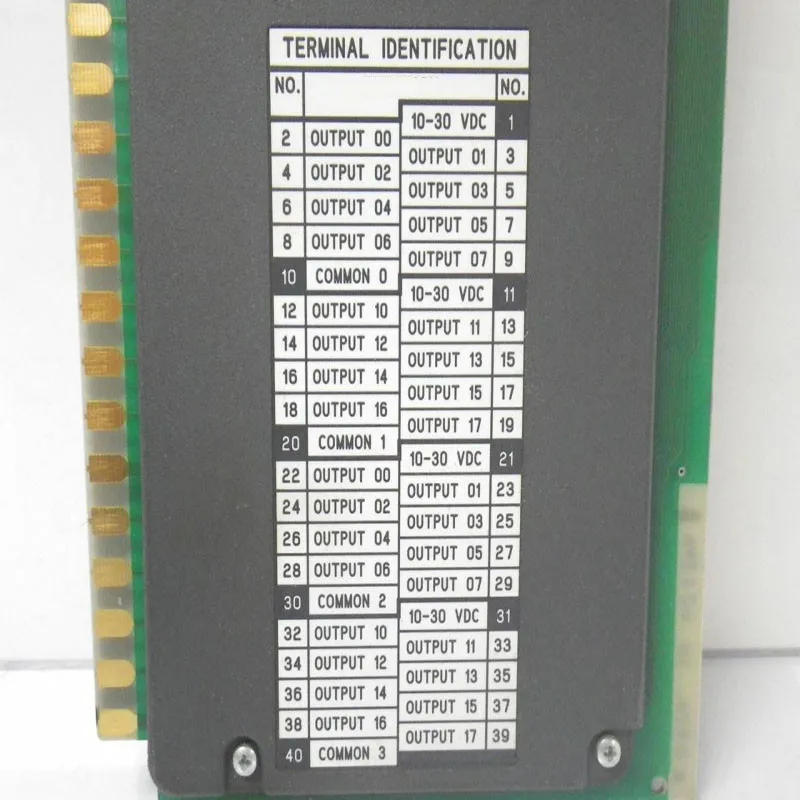 TERMINAL IDENTIFICATION
NO. NO.
10-30 VDC 1
2 OUTPUT 00
OUTPUT 01 3
4 OUTPUT 02
OUTPUT 03 5
6 OUTPUT 04
OUTPUT 05 7
8 OUTPUT 06
OUTPUT 07 9
10 COMMON 0
10-30 VDC 11
12 OUTPUT 10
OUTPUT 11 13
14 OUTPUT 12
OUTPUT 13 15
16 OUTPUT 14
OUTPUT 15 17
18 OUTPUT 16
OUTPUT 17 19
20 COMMON 1
10-30 VDC 21
22 OUTPUT 00
OUTPUT 01 23
24 OUTPUT 02
OUTPUT 03 25
26 OUTPUT 04
OUTPUT 05 27
28 OUTPUT 06
OUTPUT 07 29
30 COMMON 2
10-30 VDC 31
32 OUTPUT 10
OUTPUT 11 33
34 OUTPUT 12
OUTPUT 13 35
36 OUTPUT 14
OUTPUT 15 37
38 OUTPUT 16
OUTPUT 17 39
40 COMMON 3